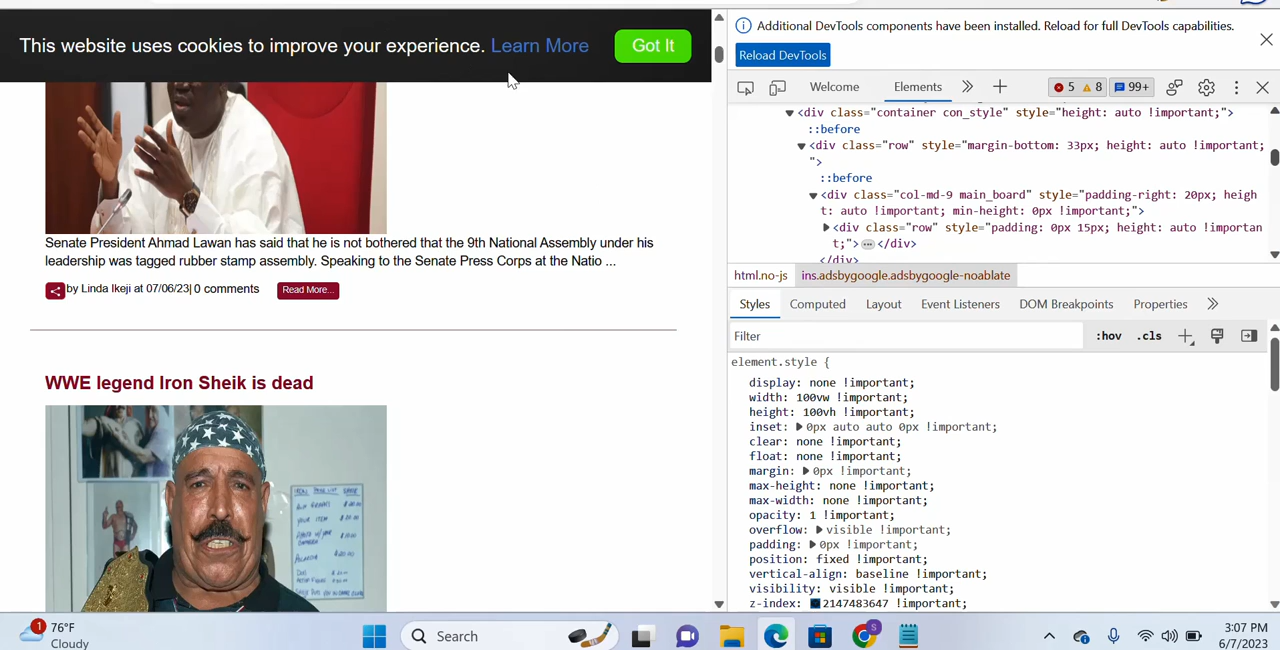 This website uses cookies to improve your experience. Learn More Got It
Senate President Ahmad Lawan has said that he is not bothered that the 9th National Assembly under his
leadership was tagged rubber stamp assembly. Speaking to the Senate Press Corps at the Natio ...
by Linda Ikeji at 07/06/23| 0 comments Read More...
WWE legend Iron Sheik is dead
Additional DevTools components have been installed. Reload for full DevTools capabilities.
Reload DevTools
Welcome Elements 5 8 99+
<div class="container con_style" style="height: auto !important;">
::before
<div class="row" style="margin-bottom: 33px; height: auto !important;
">
::before
<div class="col-md-9 main_board" style="padding-right: 20px; heigh
t: auto !important; min-height: 0px !important;">
<div class="row" style="padding: 0px 15px; height: auto !importan
t;"> … </div>
</div>
html.no-js ins.adsbygoogle.adsbygoogle-noablate
Styles Computed Layout Event Listeners DOM Breakpoints Properties
Filter :hov .cls
element.style {
display: none !important;
width: 100vw !important;
height: 100vh !important;
inset: 0px auto auto 0px !important;
clear: none !important;
float: none !important;
margin: 0px !important;
max-height: none !important;
max-width: none !important;
opacity: 1 !important;
overflow: visible !important;
padding: 0px !important;
position: fixed !important;
vertical-align: baseline !important;
visibility: visible !important;
z-index: 2147483647 !important;
1
76°F
Cloudy
Search
S
3:07 PM
6/7/2023